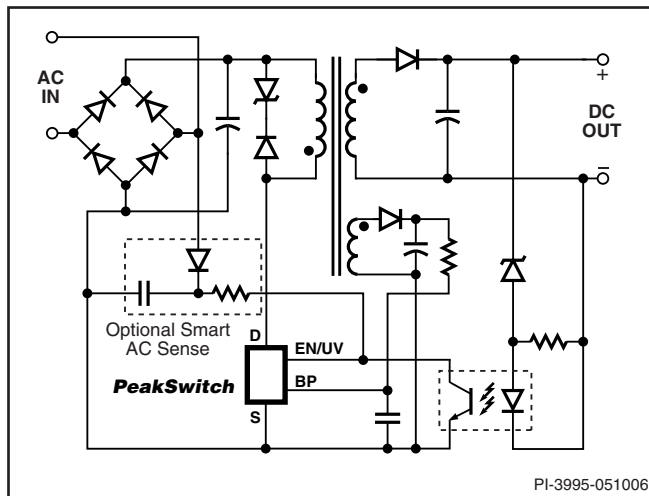 AC
IN
+
DC
OUT
–
Optional Smart
AC Sense
D
EN/UV
PeakSwitch
BP
S
PI-3995-051006